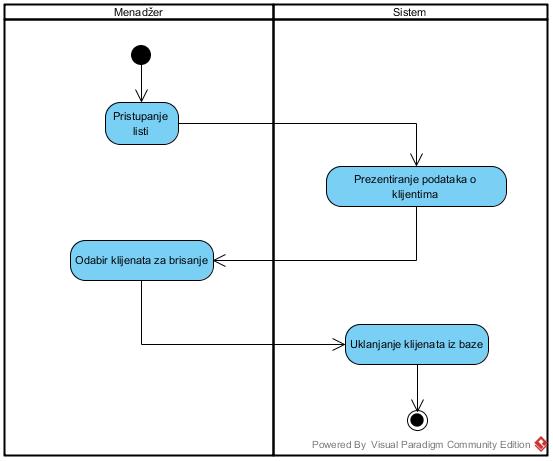 Menadžer
Sistem
Pristupanje
listi
Prezentiranje podataka o
klijentima
Odabir klijenata za brisanje
Uklanjanje klijenata iz baze
Powered By Visual Paradigm Community Edition